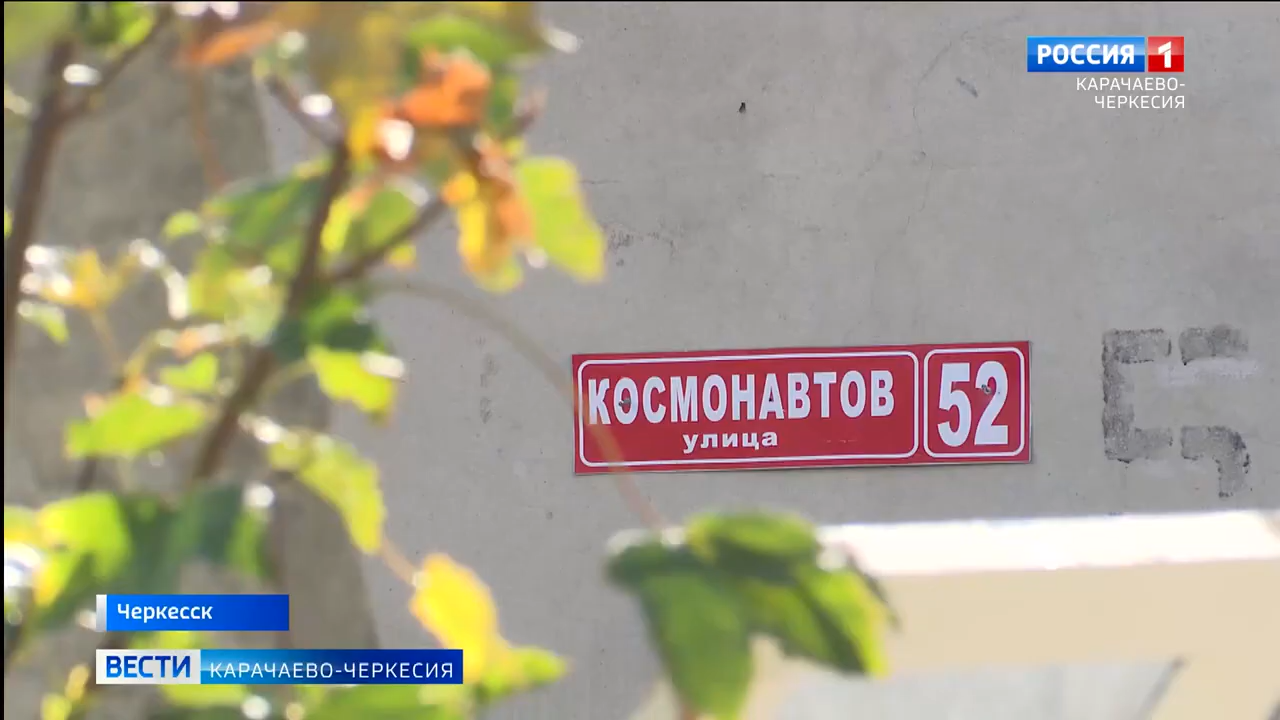 РОССИЯ 1
КАРАЧАЕВО-
ЧЕРКЕСИЯ
КОСМОНАВТОВ 52
улица
Черкесск
ВЕСТИ КАРАЧАЕВО-ЧЕРКЕСИЯ